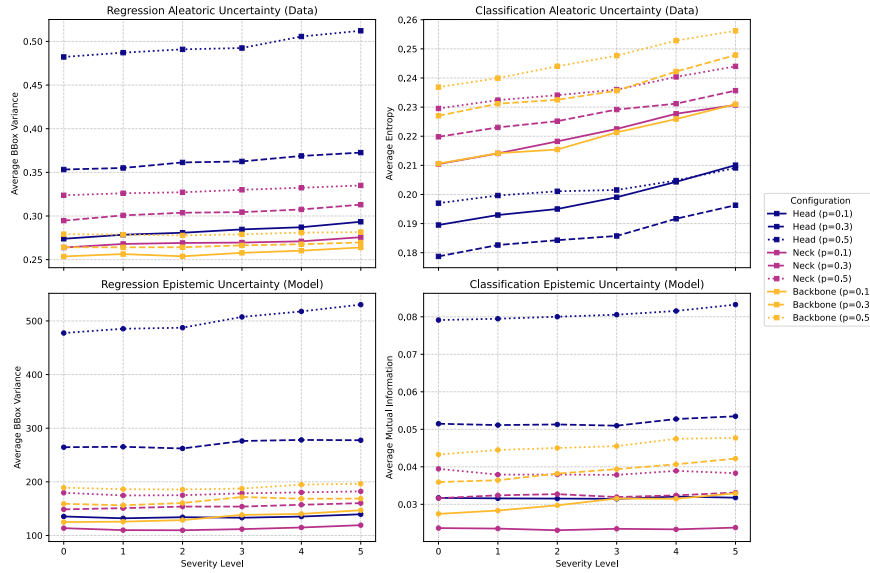 Regression Aleatoric Uncertainty (Data)
Average BBox Variance
0.50
0.45
0.40
0.35
0.30
0.25
Classification Aleatoric Uncertainty (Data)
Average Entropy
0.26
0.25
0.24
0.23
0.22
0.21
0.20
0.19
0.18
Regression Epistemic Uncertainty (Model)
Average BBox Variance
500
400
300
200
100
0 1 2 3 4 5
Severity Level
Classification Epistemic Uncertainty (Model)
Average Mutual Information
0.08
0.07
0.06
0.05
0.04
0.03
0 1 2 3 4 5
Severity Level
Configuration
Head (p=0.1)
Head (p=0.3)
Head (p=0.5)
Neck (p=0.1)
Neck (p=0.3)
Neck (p=0.5)
Backbone (p=0.1
Backbone (p=0.3
Backbone (p=0.5